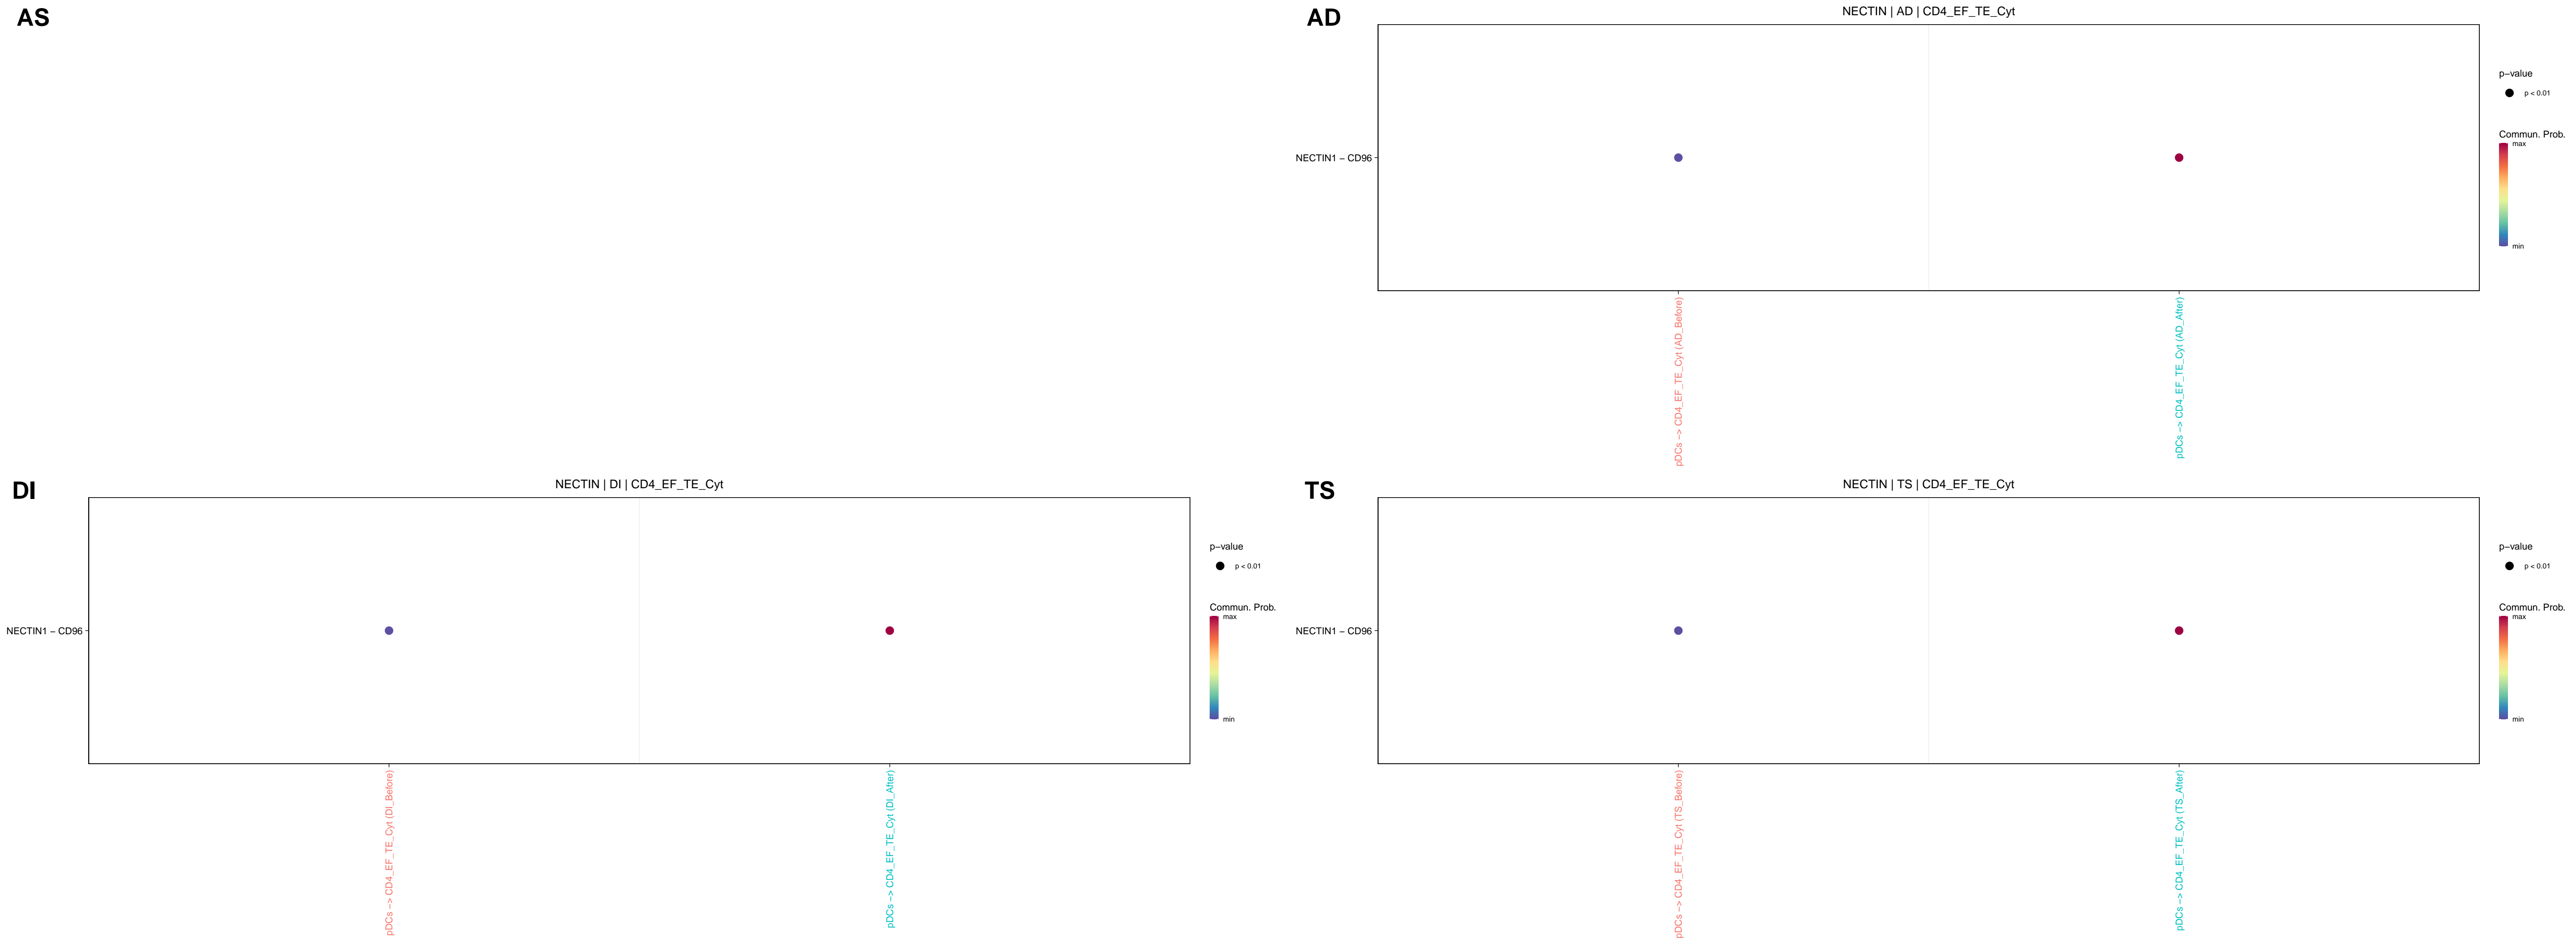 AS
AD
NECTIN | AD | CD4_EF_TE_Cyt
NECTIN1 − CD96
pDCs −> CD4_EF_TE_Cyt (AD_Before)
pDCs −> CD4_EF_TE_Cyt (AD_After)
p−value
p < 0.01
Commun. Prob.
max
min
DI
NECTIN | DI | CD4_EF_TE_Cyt
NECTIN1 − CD96
pDCs −> CD4_EF_TE_Cyt (DI_Before)
pDCs −> CD4_EF_TE_Cyt (DI_After)
p−value
p < 0.01
Commun. Prob.
max
min
TS
NECTIN | TS | CD4_EF_TE_Cyt
NECTIN1 − CD96
pDCs −> CD4_EF_TE_Cyt (TS_Before)
pDCs −> CD4_EF_TE_Cyt (TS_After)
p−value
p < 0.01
Commun. Prob.
max
min